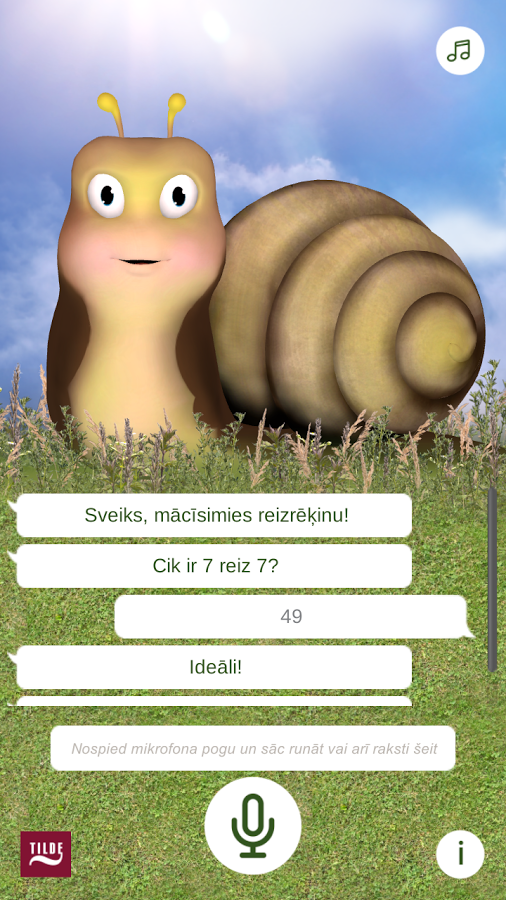 Sveiks, mācīsimies reizrēķinu!
Cik ir 7 reiz 7?
49
Ideāli!
Nospied mikrofona pogu un sāc runāt vai arī raksti šeit
TILDE
i